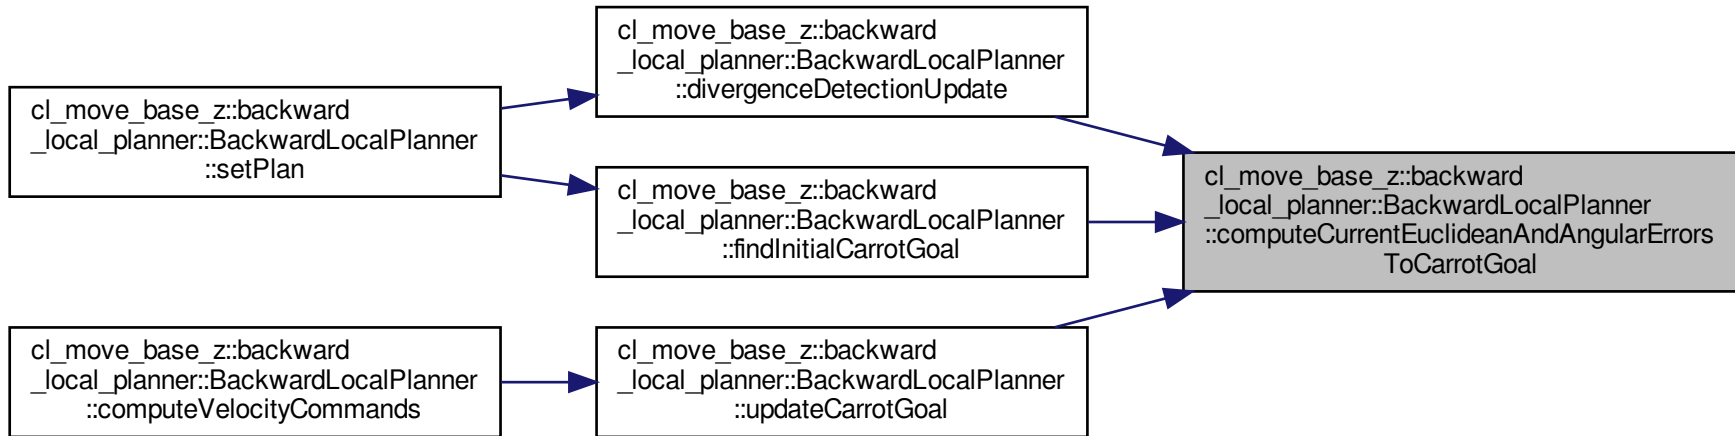 cl_move_base_z::backward
_local_planner::BackwardLocalPlanner
::setPlan
cl_move_base_z::backward
_local_planner::BackwardLocalPlanner
::computeVelocityCommands
cl_move_base_z::backward
_local_planner::BackwardLocalPlanner
::divergenceDetectionUpdate
cl_move_base_z::backward
_local_planner::BackwardLocalPlanner
::findInitialCarrotGoal
cl_move_base_z::backward
_local_planner::BackwardLocalPlanner
::updateCarrotGoal
cl_move_base_z::backward
_local_planner::BackwardLocalPlanner
::computeCurrentEuclideanAndAngularErrors
ToCarrotGoal